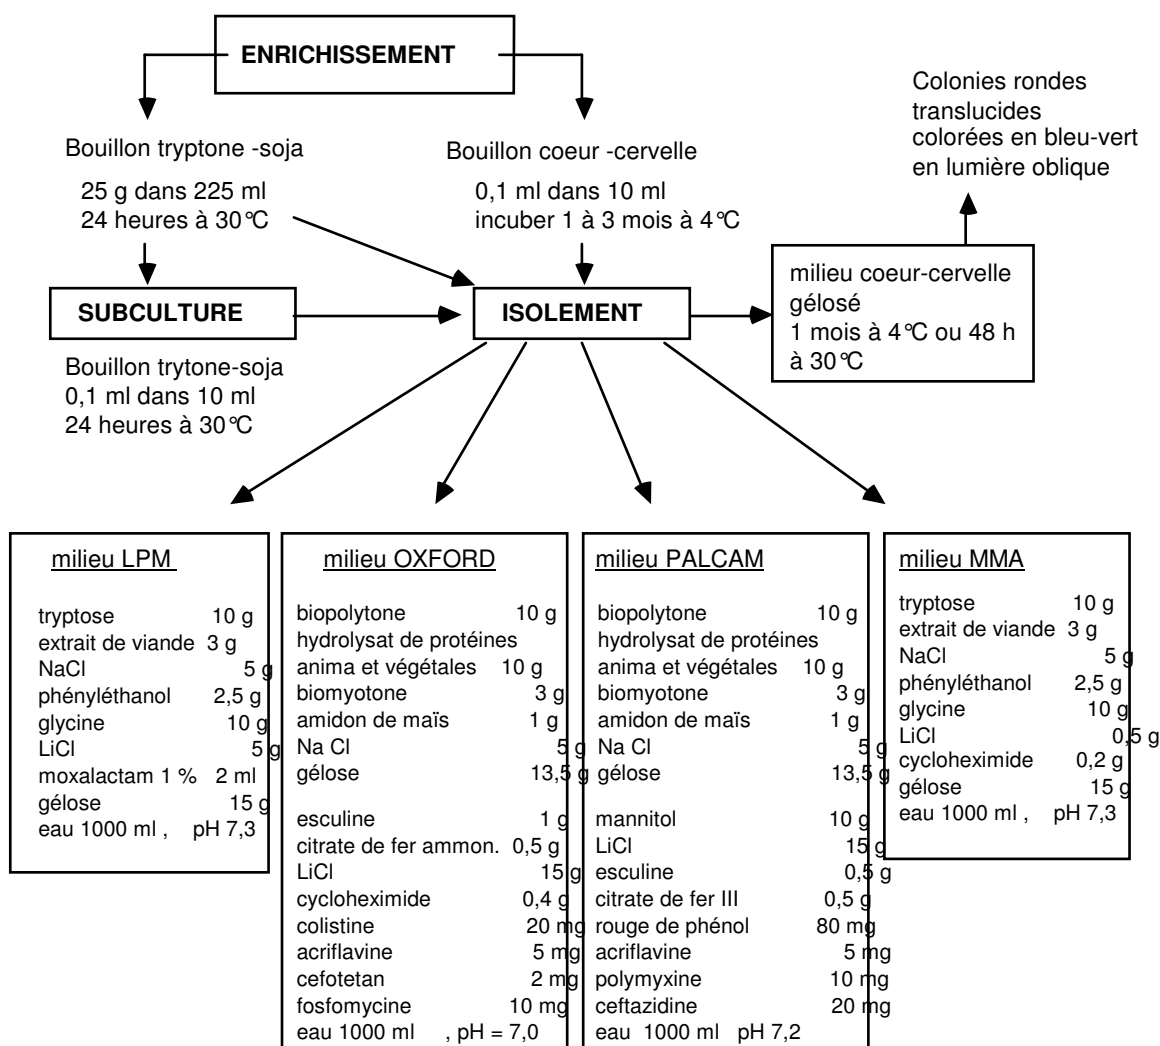 ENRICHISSEMENT
Colonies rondes
translucides
colorées en bleu-vert
en lumière oblique
Bouillon tryptone -soja
25 g dans 225 ml
24 heures à 30°C
Bouillon coeur -cervelle
0,1 ml dans 10 ml
incuber 1 à 3 mois à 4°C
SUBCULTURE
Bouillon trytone-soja
0,1 ml dans 10 ml
24 heures à 30°C
ISOLEMENT
milieu coeur-cervelle
gélosé
1 mois à 4°C ou 48 h
à 30°C
milieu LPM
tryptose 10 g
extrait de viande 3 g
NaCl 5 g
phényléthanol 2,5 g
glycine 10 g
LiCl 5 g
moxalactam 1 % 2 ml
gélose 15 g
eau 1000 ml , pH 7,3
milieu OXFORD
biopolytone 10 g
hydrolysat de protéines
anima et végétales 10 g
biomyotone 3 g
amidon de maïs 1 g
Na Cl 5 g
gélose 13,5 g
esculine 1 g
citrate de fer ammon. 0,5 g
LiCl 15 g
cycloheximide 0,4 g
colistine 20 mg
acriflavine 5 mg
cefotetan 2 mg
fosfomycine 10 mg
eau 1000 ml , pH = 7,0
milieu PALCAM
biopolytone 10 g
hydrolysat de protéines
anima et végétales 10 g
biomyotone 3 g
amidon de maïs 1 g
Na Cl 5 g
gélose 13,5 g
mannitol 10 g
LiCl 15 g
esculine 0,5 g
citrate de fer III 0,5 g
rouge de phénol 80 mg
acriflavine 5 mg
polymyxine 10 mg
ceftazidine 20 mg
eau 1000 ml pH 7,2
milieu MMA
tryptose 10 g
extrait de viande 3 g
NaCl 5 g
phényléthanol 2,5 g
glycine 10 g
LiCl 0,5 g
cycloheximide 0,2 g
gélose 15 g
eau 1000 ml , pH 7,3